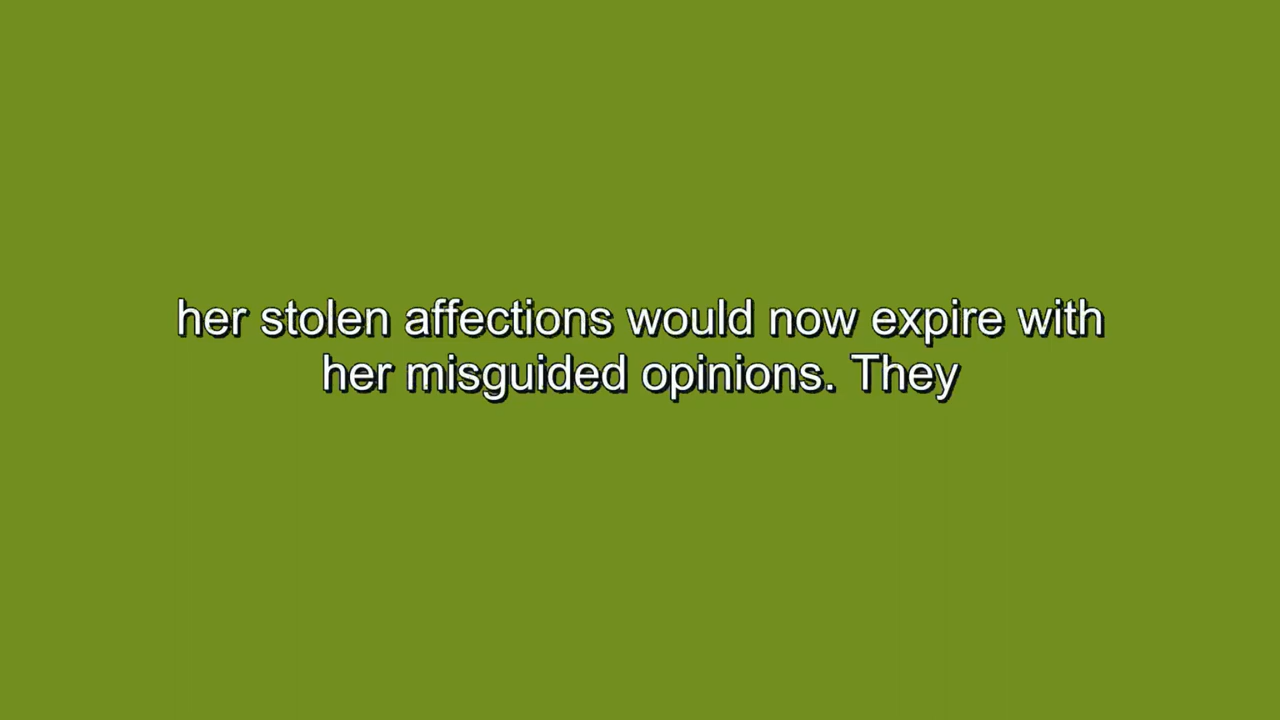 her stolen affections would now expire with
her misguided opinions. They